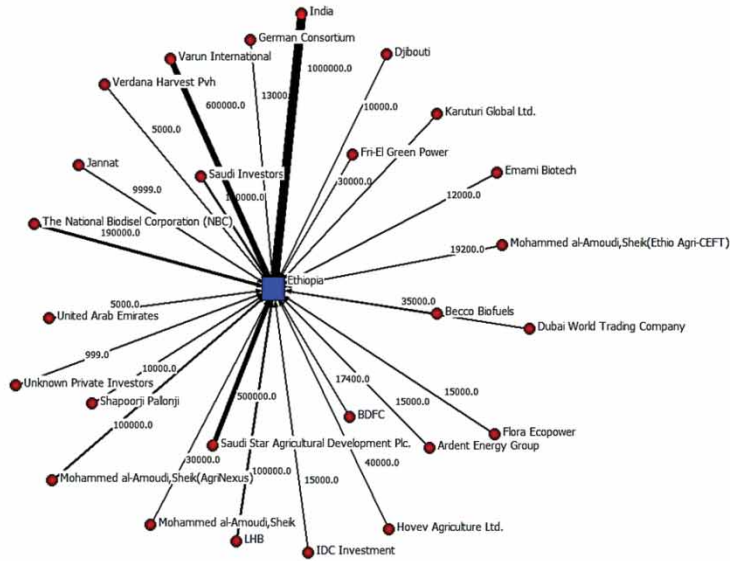 India
German Consortium
Djibouti
Varun International
1000000.0
Verdana Harvest Pvh
600000.0
13000
10000.0
Karuturi Global Ltd.
5000.0
Fri-El Green Power
Jannat
Saudi Investors
30000.0
Emami Biotech
9999.0
12000.0
The National Biodisel Corporation (NBC)
190000.0
Mohammed al-Amoudi,Sheik(Ethio Agri-CEFT)
19200.0
Ethiopia
5000.0
35000.0
United Arab Emirates
Becco Biofuels
Dubai World Trading Company
999.0
10000.0
17400.0
Unknown Private Investors
500000.0
15000.0
15000.0
Shapoorji Pallonji
BDFC
100000.0
Flora Ecopower
Saudi Star Agricultural Development Plc.
Ardent Energy Group
30000.0
100000.0
15000.0
40000.0
Mohammed al-Amoudi,Sheik(AgriNexus)
Mohammed al-Amoudi,Sheik
Hovev Agriculture Ltd.
LHB
IDC Investment